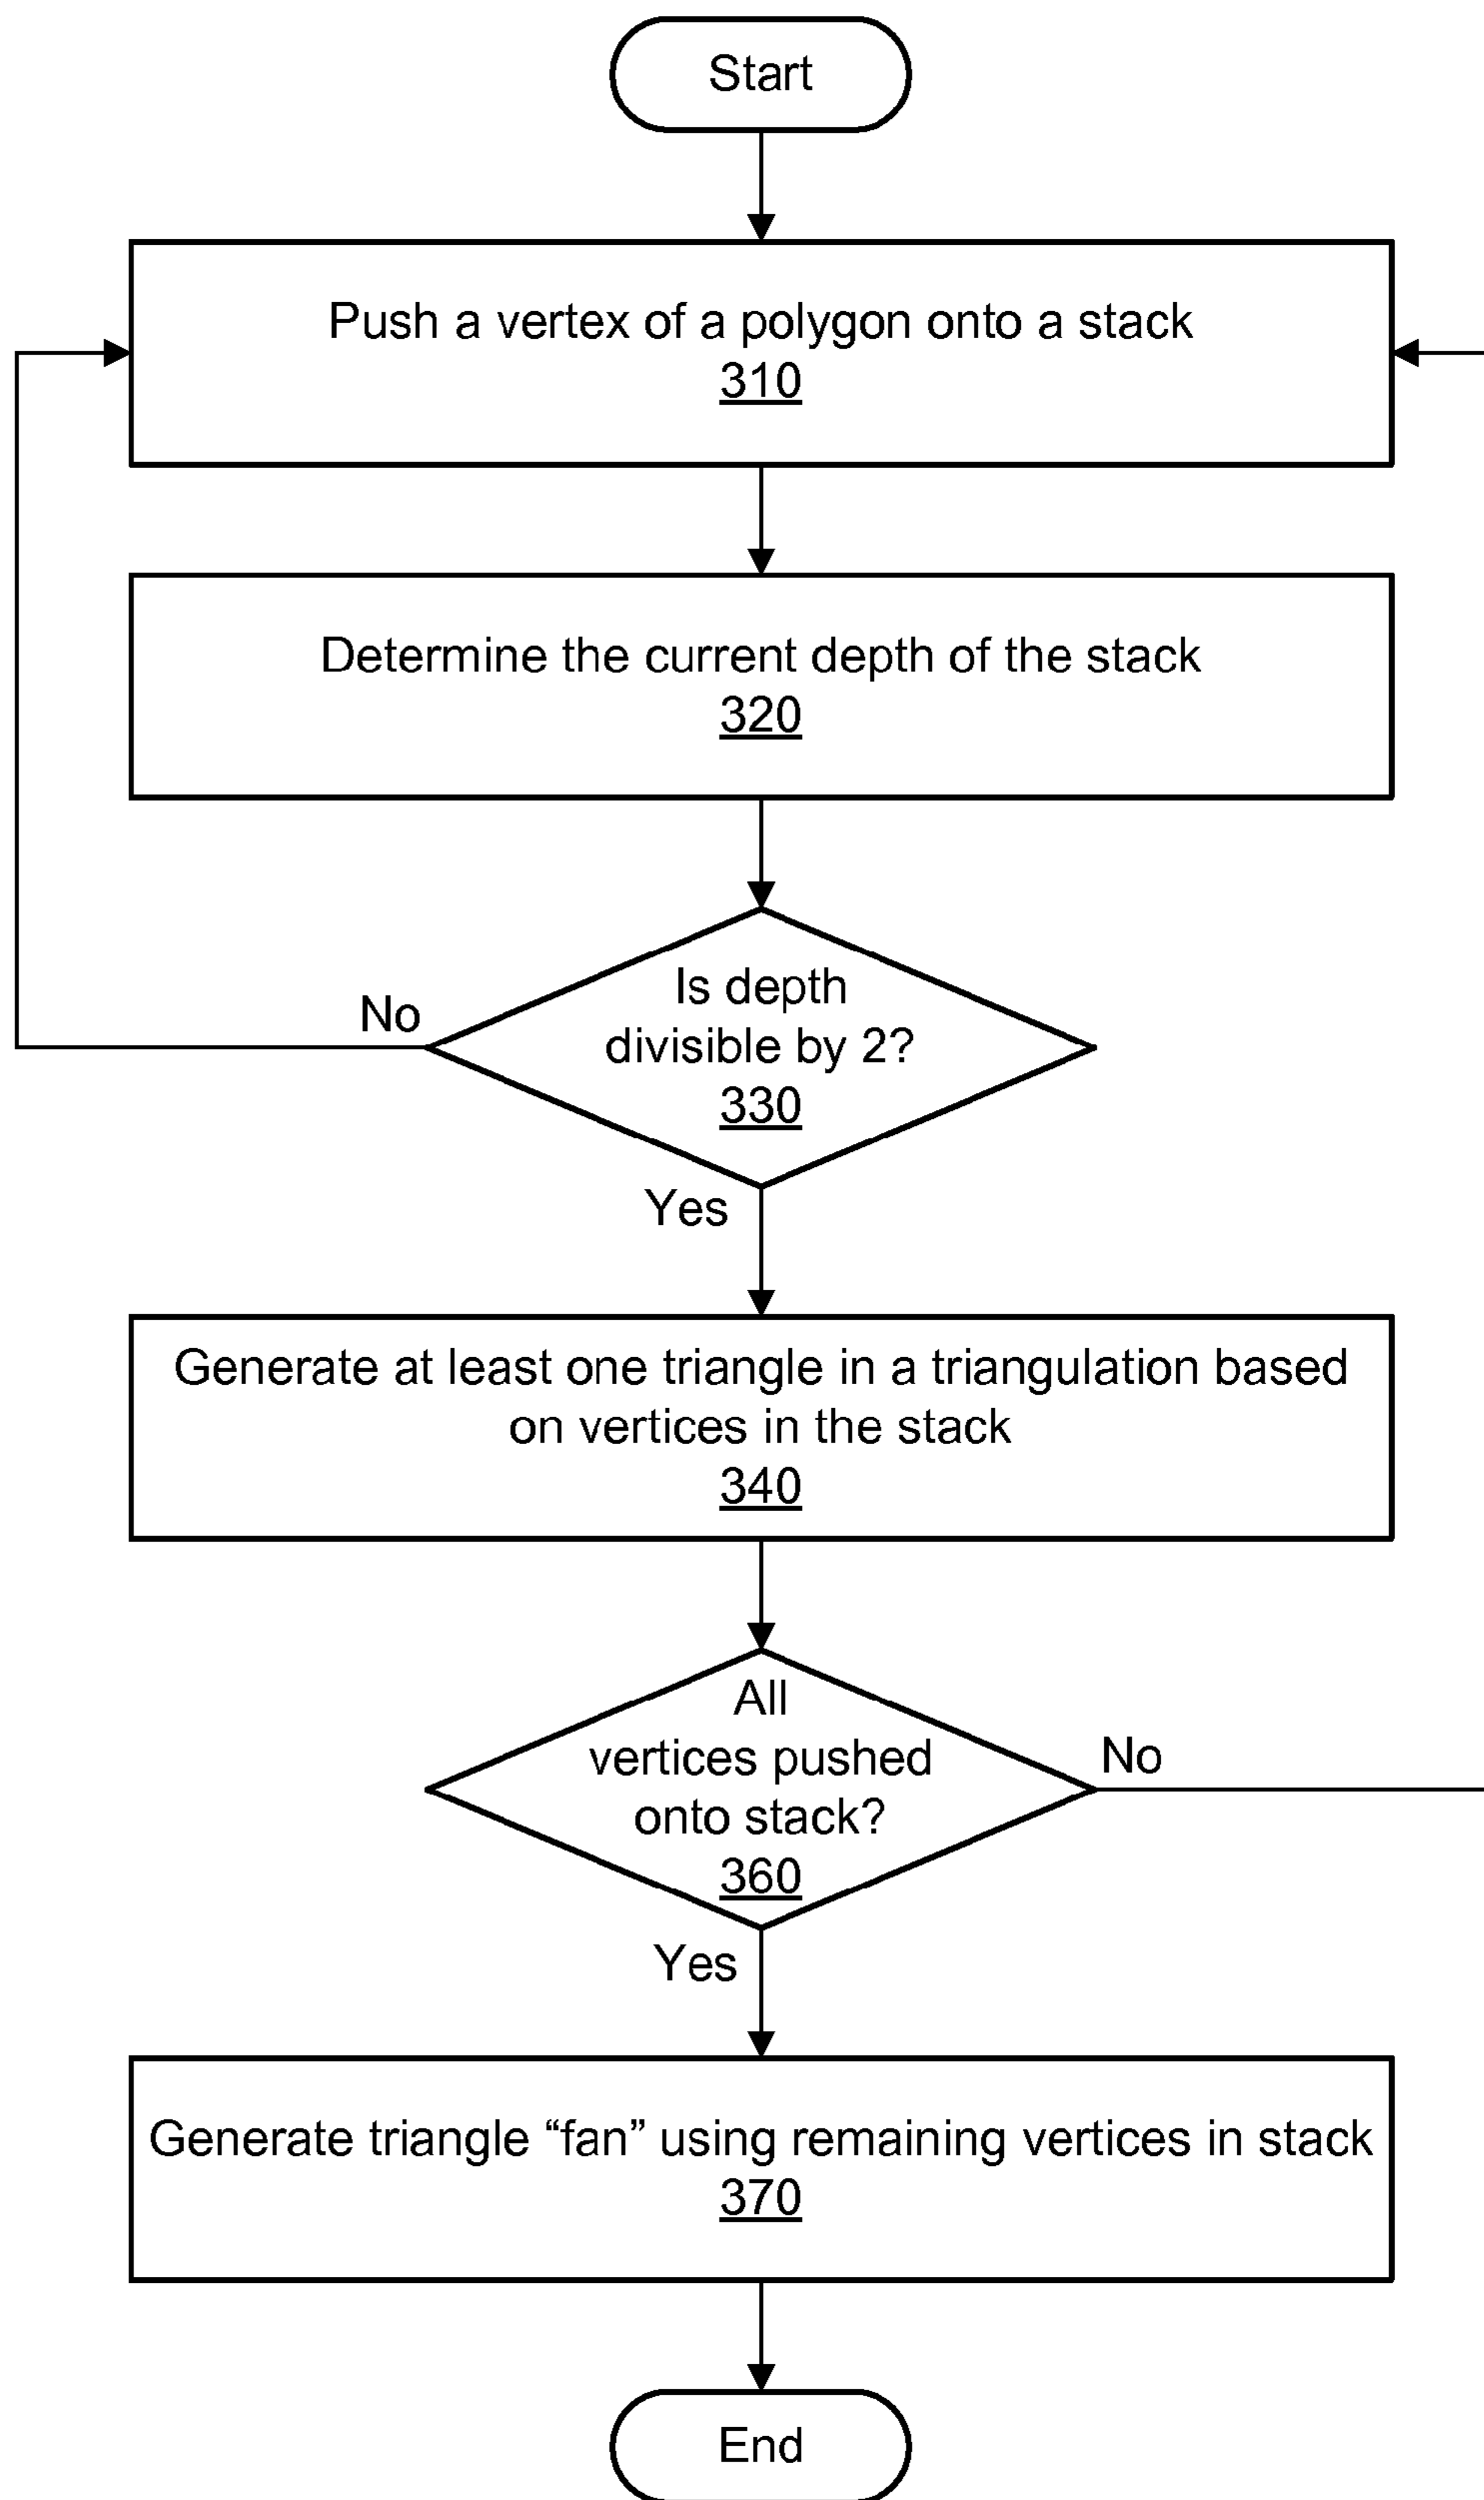 Start
Push a vertex of a polygon onto a stack
310
Determine the current depth of the stack
320
Is depth
divisible by 2?
330
No
Yes
Generate at least one triangle in a triangulation based
on vertices in the stack
340
All
vertices pushed
onto stack?
360
No
Yes
Generate triangle “fan” using remaining vertices in stack
370
End